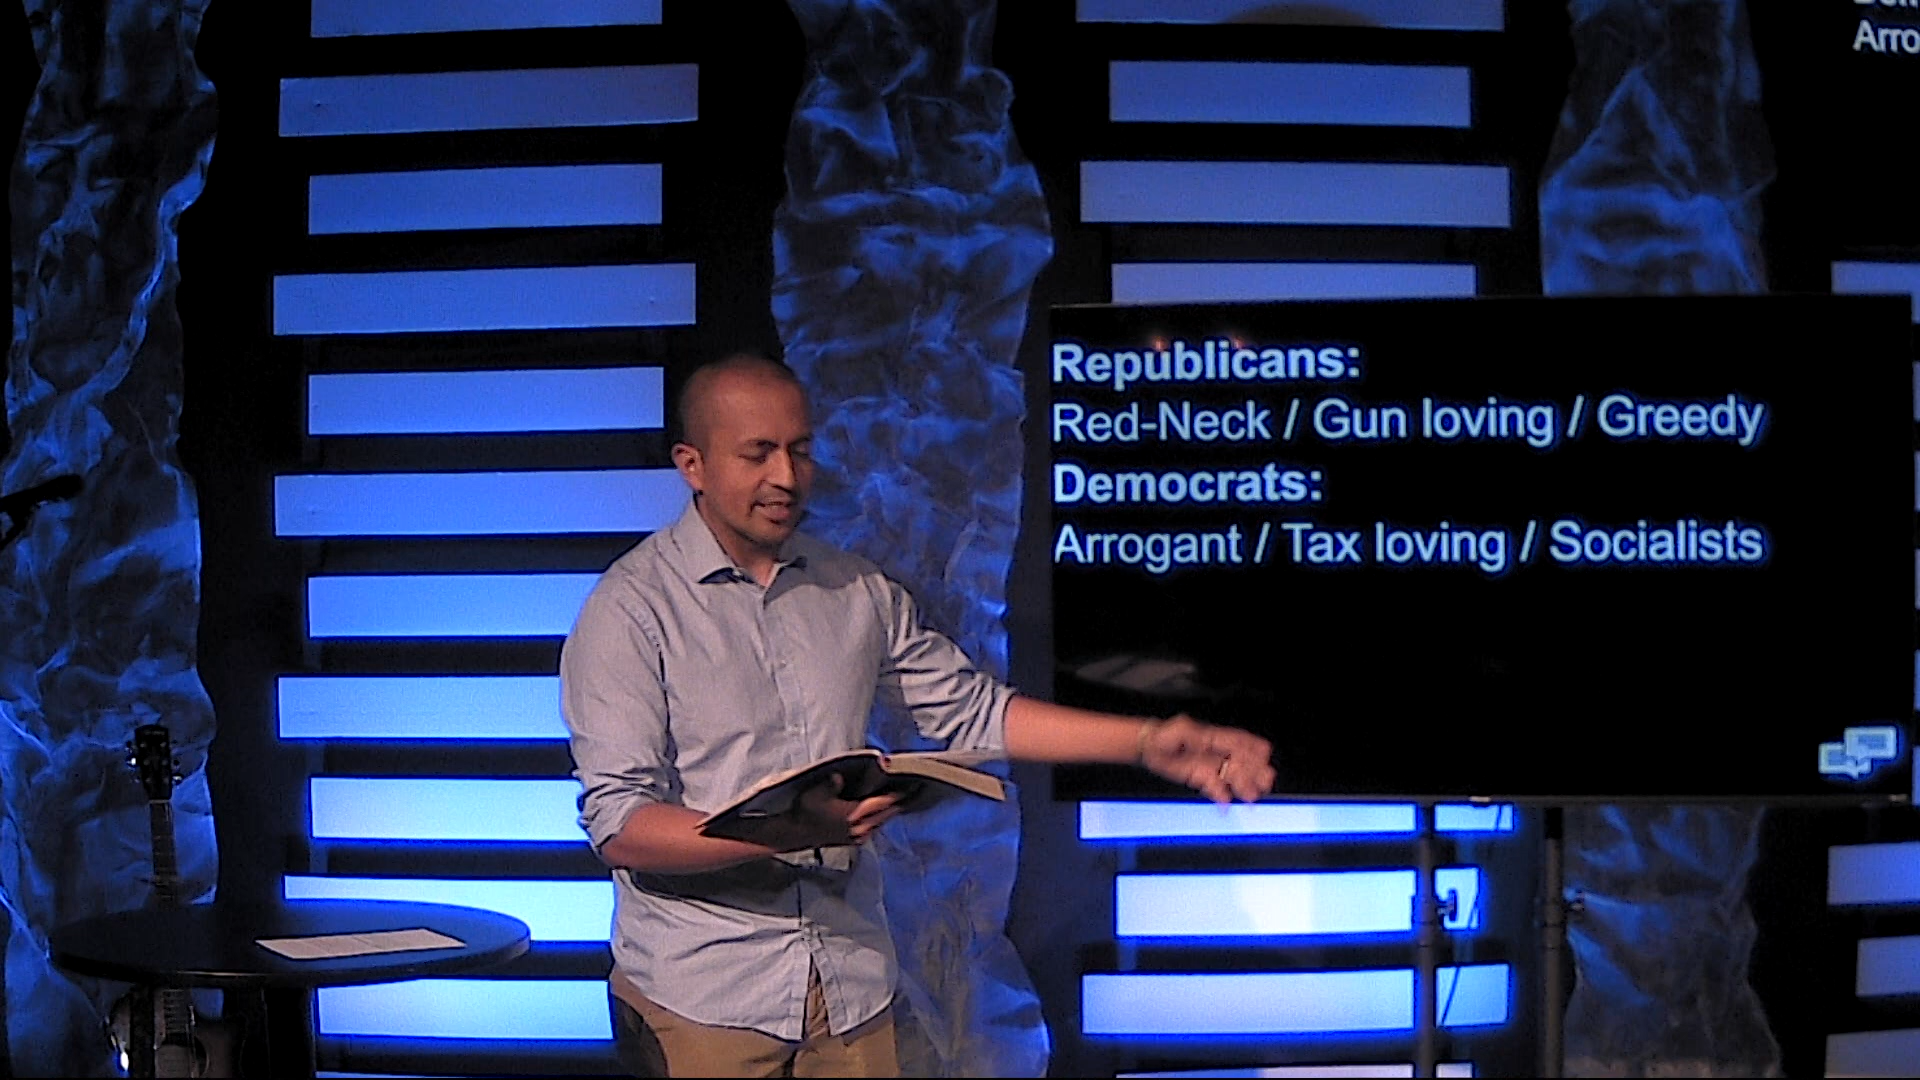 Republicans:
Red-Neck / Gun loving / Greedy
Democrats:
Arrogant / Tax loving / Socialists